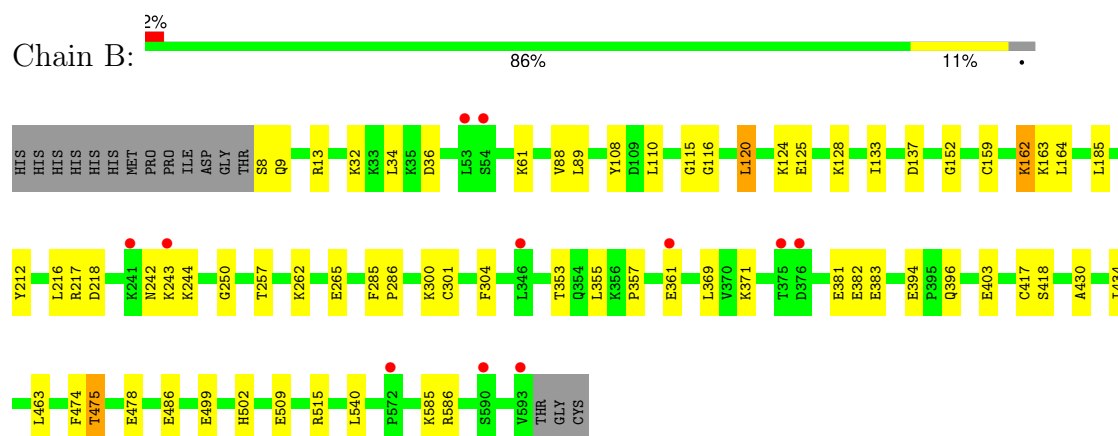 2%
Chain B:
86% 11% •
HIS HIS HIS HIS HIS HIS MET PRO PRO ILE ASP GLY THR S8 Q9 R13 K32 K33 L34 K35 D36 L53 S54 K61 V88 L89 Y108 D109 L110 G115 G116 L120 K124 E125 K128 I133 D137 G152 C159 K162 K163 L164 L185
Y212 L216 R217 D218 K241 N242 K243 K244 G250 T257 K262 E265 F285 P286 K300 C301 F304 L346 T353 Q354 L355 K356 P357 E361 L369 V370 K371 T375 D376 E381 E382 E383 E394 P395 Q396 E403 C417 S418 A430
L463 F474 T475 E478 E486 E499 H502 E509 R515 L540 P572 K585 R586 S590 V593 THR GLY CYS